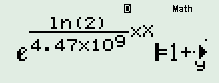 D Math
e^(ln(2)/4.47×10^9 ×X)=1+
y